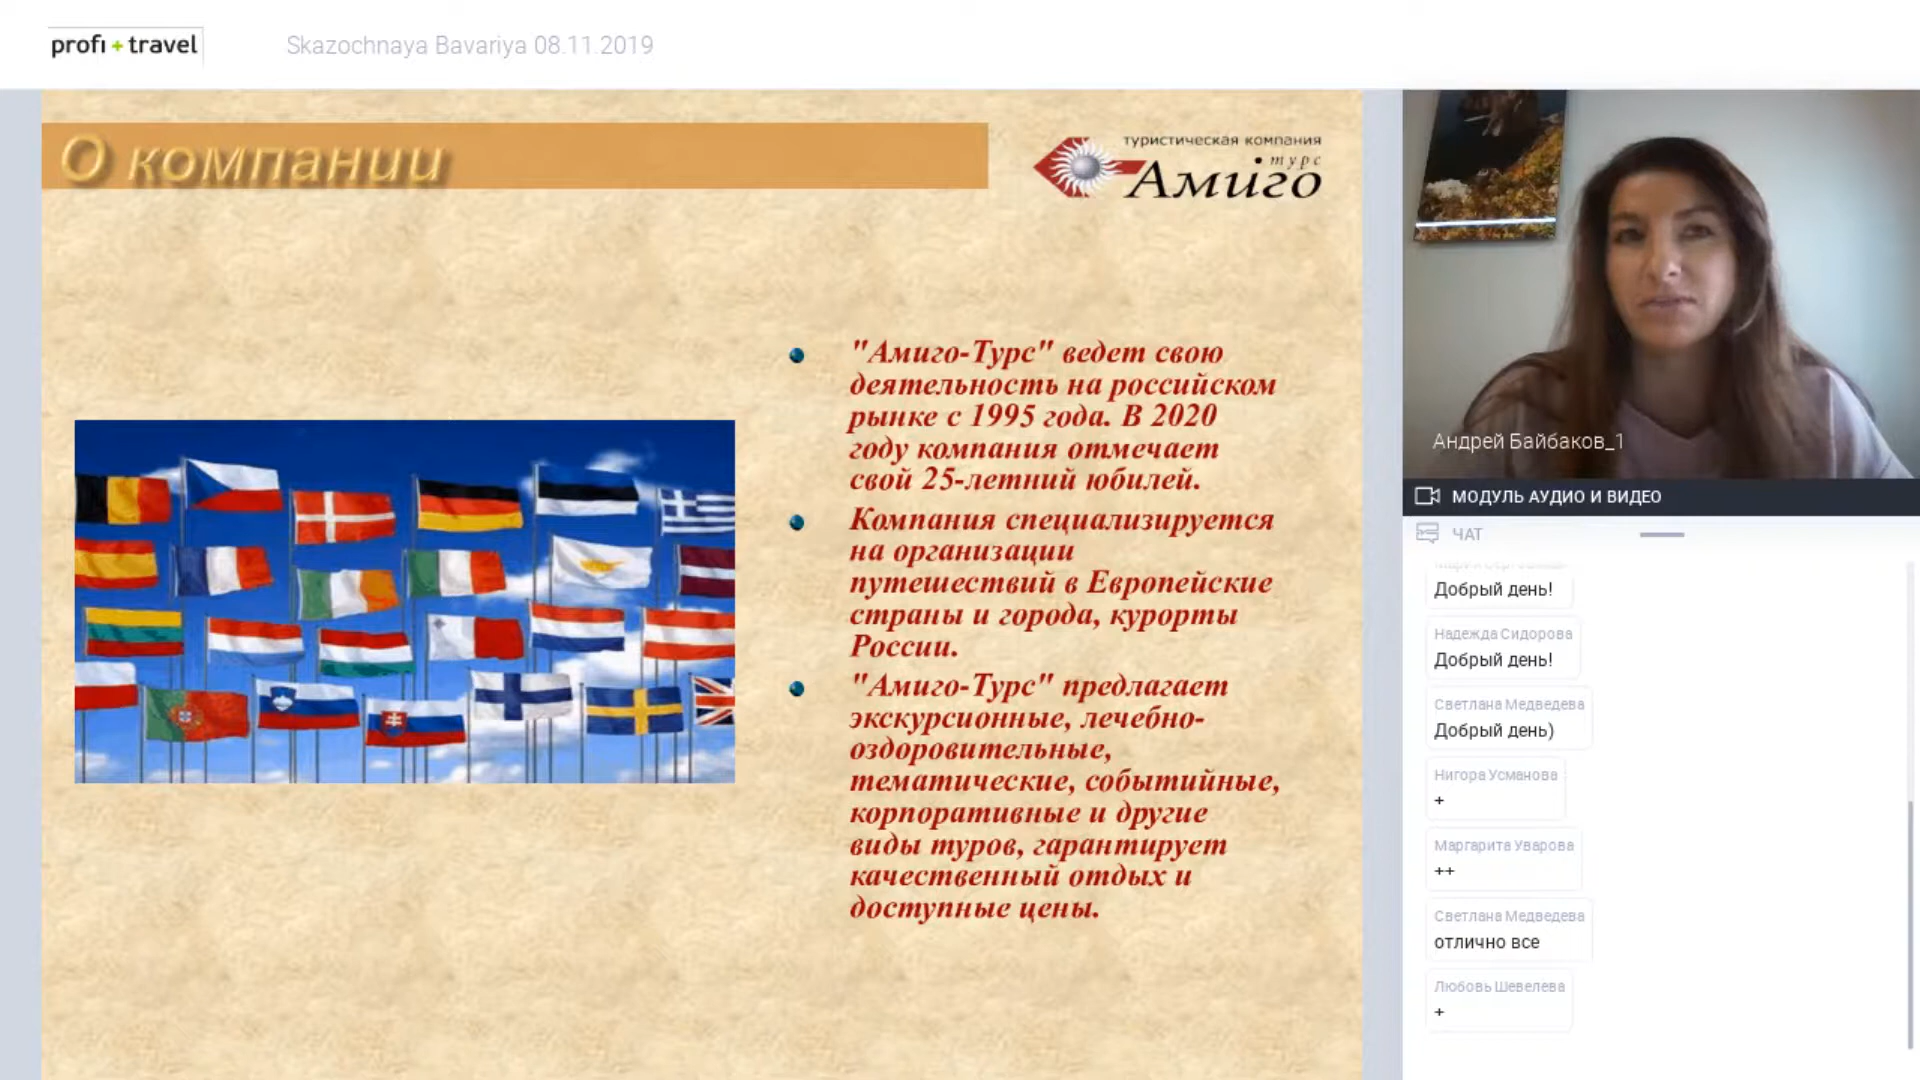 profi + travel
Skazochnaya Bavariya 08.11.2019
О компании
туристическая компания
• турс
Амиго
"Амиго-Турс" ведет свою
деятельность на российском
рынке с 1995 года. В 2020
году компания отмечает
свой 25-летний юбилей.
Компания специализируется
на организации
путешествий в Европейские
страны и города, курорты
России.
"Амиго-Турс" предлагает
экскурсионные, лечебно-
оздоровительные,
тематические, событийные,
корпоративные и другие
виды туров, гарантирует
качественный отдых и
доступные цены.
Андрей Байбаков_1
МОДУЛЬ АУДИО И ВИДЕО
ЧАТ
Добрый день!
Надежда Сидорова
Добрый день!
Светлана Медведева
Добрый день)
Нигора Усманова
+
Маргарита Уварова
++
Светлана Медведева
отлично все
Любовь Шевелева
+